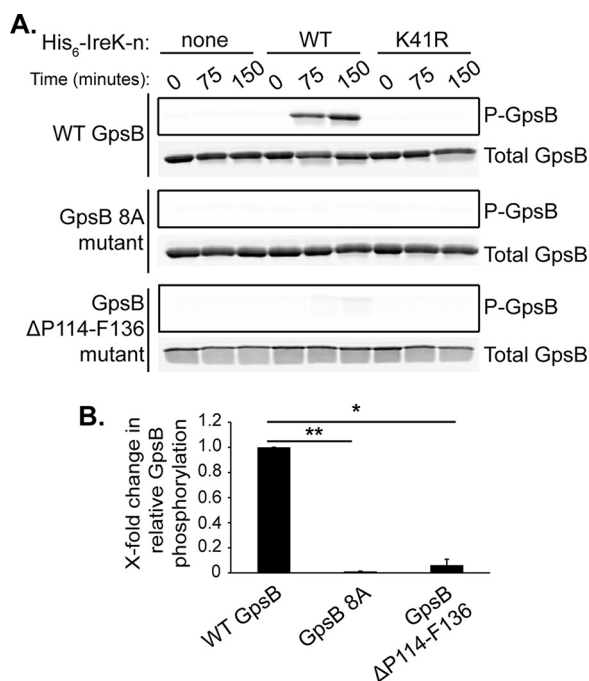 A.
His6-IreK-n: none WT K41R
Time (minutes): 0 75 150 0 75 150 0 75 150
WT GpsB
P-GpsB
Total GpsB
GpsB 8A
mutant
P-GpsB
Total GpsB
GpsB
ΔP114-F136
mutant
P-GpsB
Total GpsB
B.
X-fold change in
relative GpsB
phosphorylation
1.2
1.0
0.8
0.6
0.4
0.2
0
*
**
WT GpsB
GpsB 8A
GpsB
ΔP114-F136